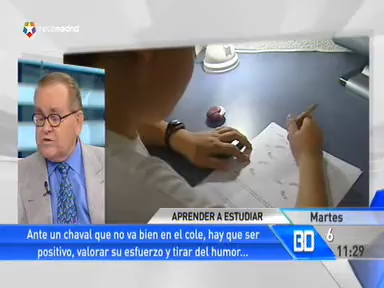 telemadrid
APRENDER A ESTUDIAR
Martes
Ante un chaval que no va bien en el cole, hay que ser
positivo, valorar su esfuerzo y tirar del humor...
BD
6
11:29